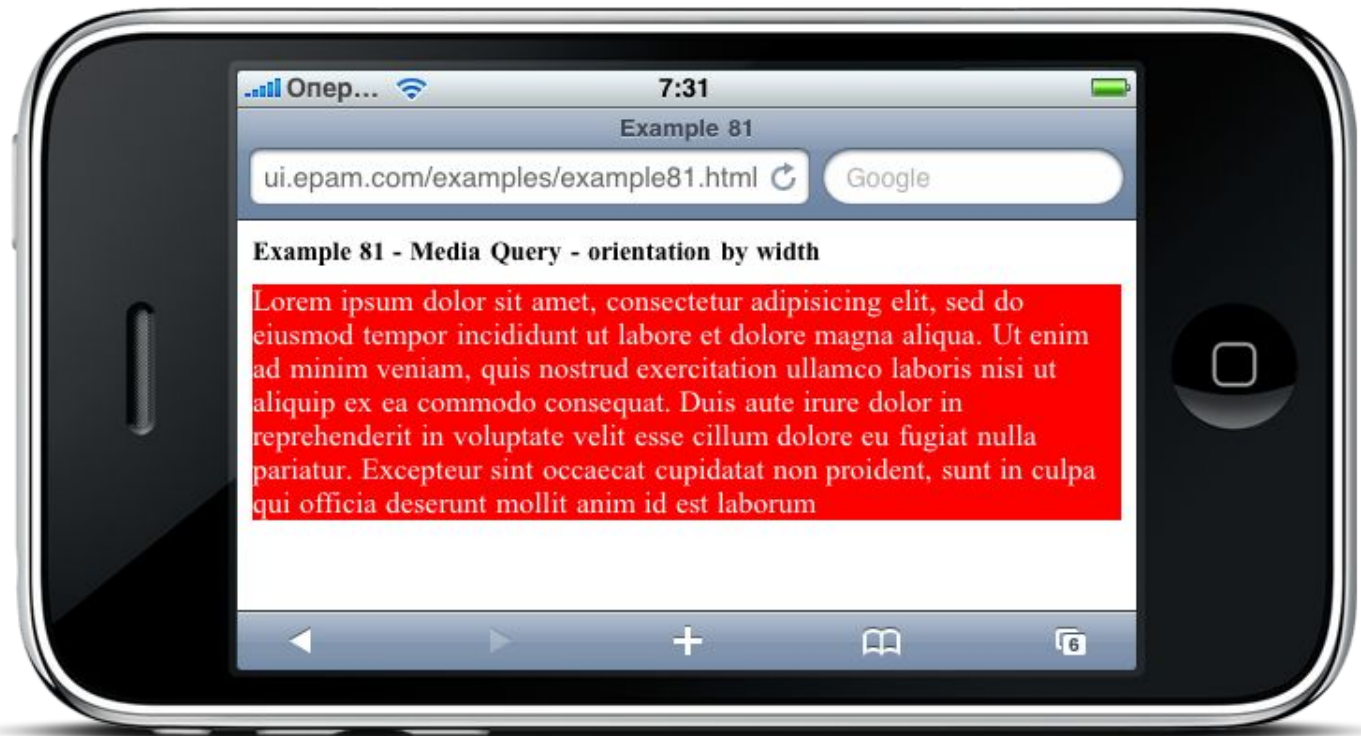 Опер... 7:31
Example 81
ui.epam.com/examples/example81.html Google
Example 81 - Media Query - orientation by width
Lorem ipsum dolor sit amet, consectetur adipisicing elit, sed do
eiusmod tempor incididunt ut labore et dolore magna aliqua. Ut enim
ad minim veniam, quis nostrud exercitation ullamco laboris nisi ut
aliquip ex ea commodo consequat. Duis aute irure dolor in
reprehenderit in voluptate velit esse cillum dolore eu fugiat nulla
pariatur. Excepteur sint occaecat cupidatat non proident, sunt in culpa
qui officia deserunt mollit anim id est laborum
6